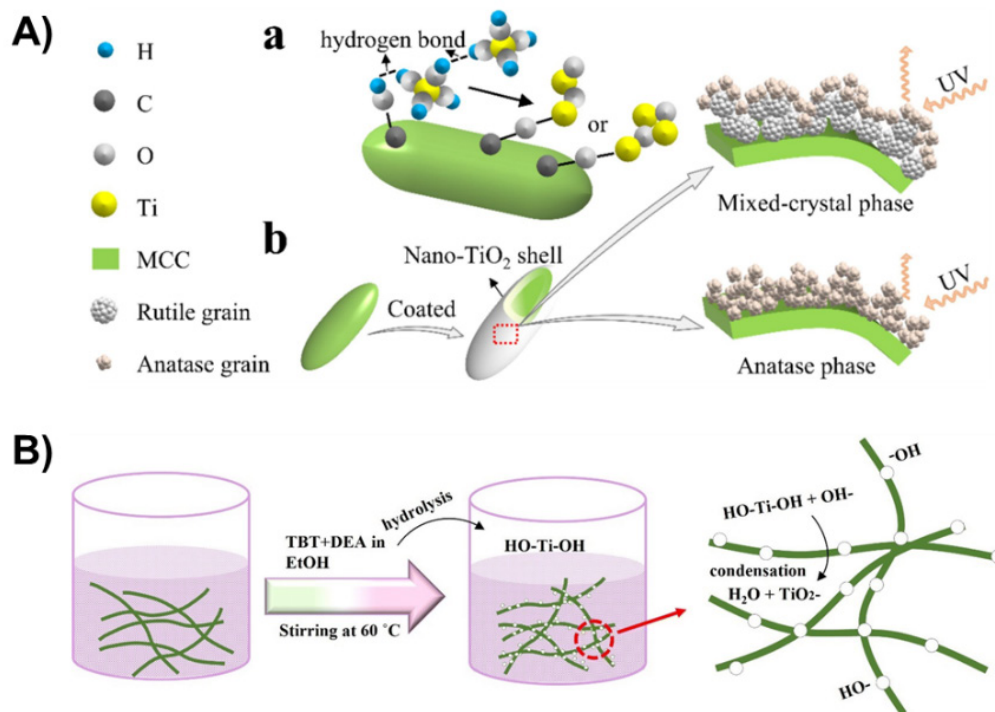 A)
H
C
O
Ti
MCC
Rutile grain
Anatase grain
a
hydrogen bond
or
b
Nano-TiO₂ shell
Coated
UV
Mixed-crystal phase
UV
Anatase phase
B)
TBT+DEA in
EtOH
hydrolysis
Stirring at 60 °C
HO-Ti-OH
-OH
HO-Ti-OH + OH-
condensation
H₂O + TiO₂-
HO-